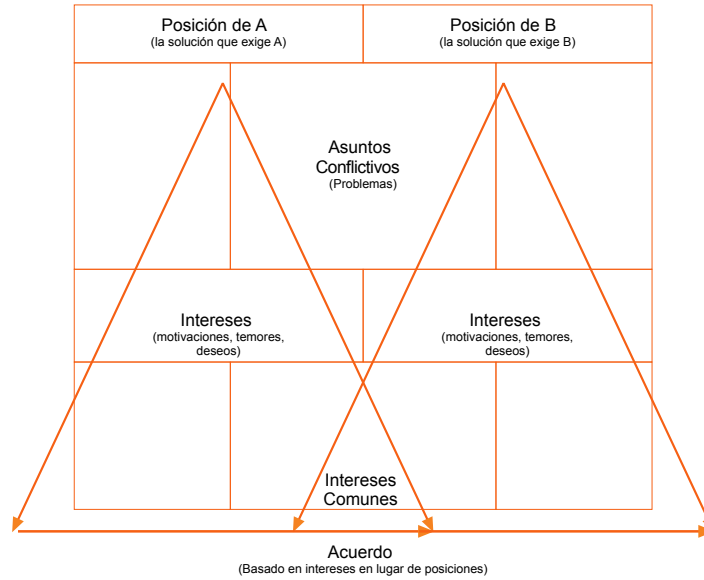 Posición de A
(la solución que exige A)
Posición de B
(la solución que exige B)
Asuntos
Conflictivos
(Problemas)
Intereses
(motivaciones, temores,
deseos)
Intereses
(motivaciones, temores,
deseos)
Intereses
Comunes
Acuerdo
(Basado en intereses en lugar de posiciones)